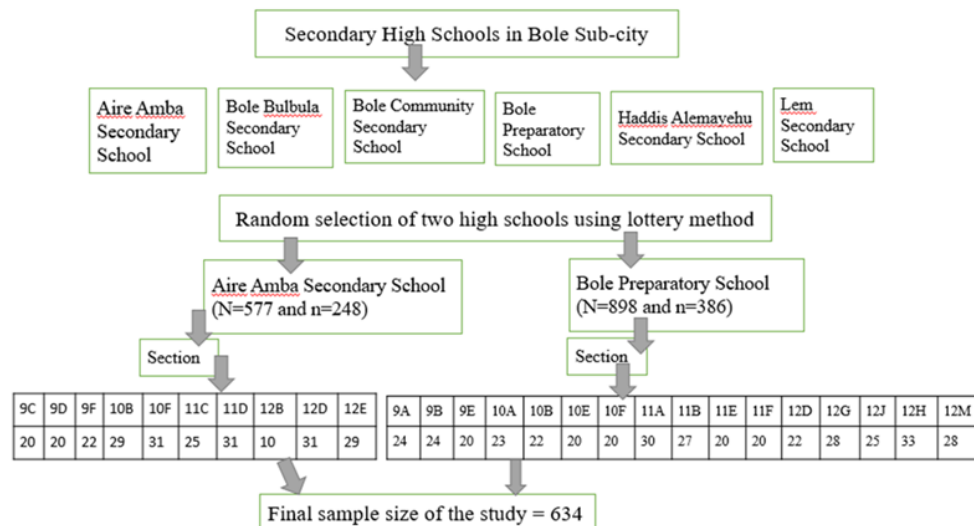 Secondary High Schools in Bole Sub-city
Aire Amba
Secondary
School
Bole Bulbula
Secondary
School
Bole Community
Secondary
School
Bole
Preparatory
School
Haddis Alemayehu
Secondary School
Lem
Secondary
School
Random selection of two high schools using lottery method
Aire Amba Secondary School
(N=577 and n=248)
Bole Preparatory School
(N=898 and n=386)
Section
Section
9C 9D 9F 10B 10F 11C 11D 12B 12D 12E
20 20 22 29 31 25 31 10 31 29
9A 9B 9E 10A 10B 10E 10F 11A 11B 11E 11F 12D 12G 12J 12H 12M
24 24 20 23 22 20 20 30 27 20 20 22 28 25 33 28
Final sample size of the study = 634